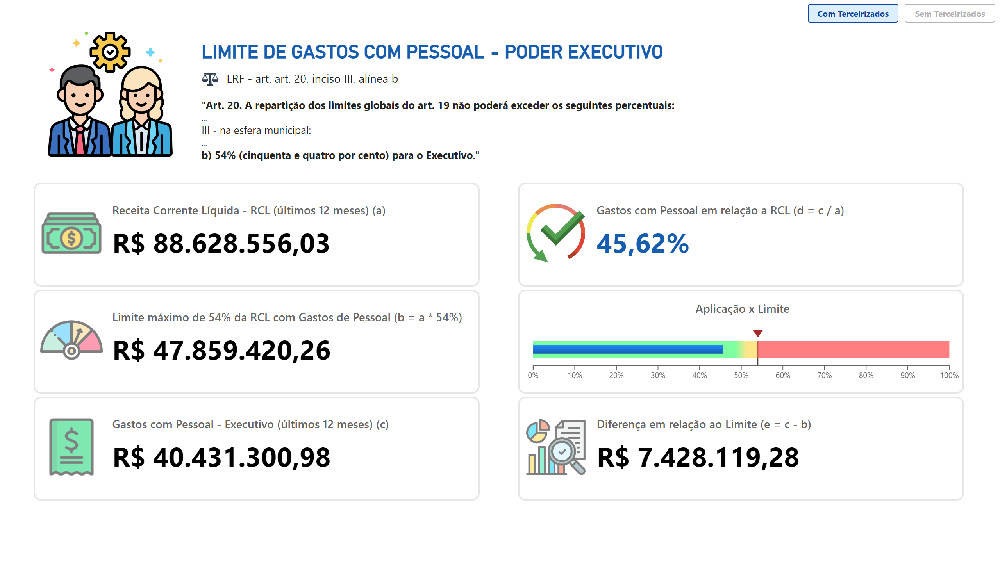 Com Terceirizados
Sem Terceirizados
LIMITE DE GASTOS COM PESSOAL - PODER EXECUTIVO
LRF - art. art. 20, inciso III, alínea b
"Art. 20. A repartição dos limites globais do art. 19 não poderá exceder os seguintes percentuais:
...
III - na esfera municipal:
...
b) 54% (cinquenta e quatro por cento) para o Executivo."
Receita Corrente Líquida - RCL (últimos 12 meses) (a)
R$ 88.628.556,03
Gastos com Pessoal em relação a RCL (d = c / a)
45,62%
Limite máximo de 54% da RCL com Gastos de Pessoal (b = a * 54%)
R$ 47.859.420,26
Aplicação x Limite
0% 10% 20% 30% 40% 50% 60% 70% 80% 90% 100%
Gastos com Pessoal - Executivo (últimos 12 meses) (c)
R$ 40.431.300,98
Diferença em relação ao Limite (e = c - b)
R$ 7.428.119,28